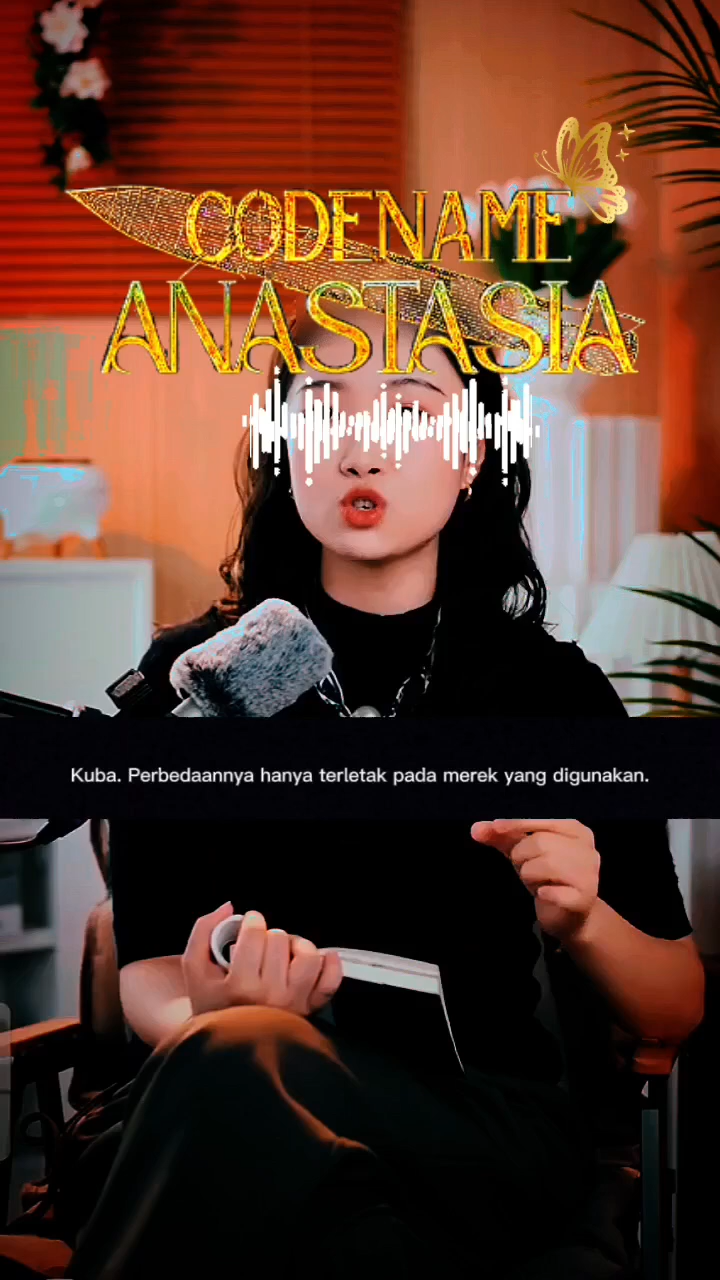 CODENAME
ANASTASIA
Kuba. Perbedaannya hanya terletak pada merek yang digunakan.